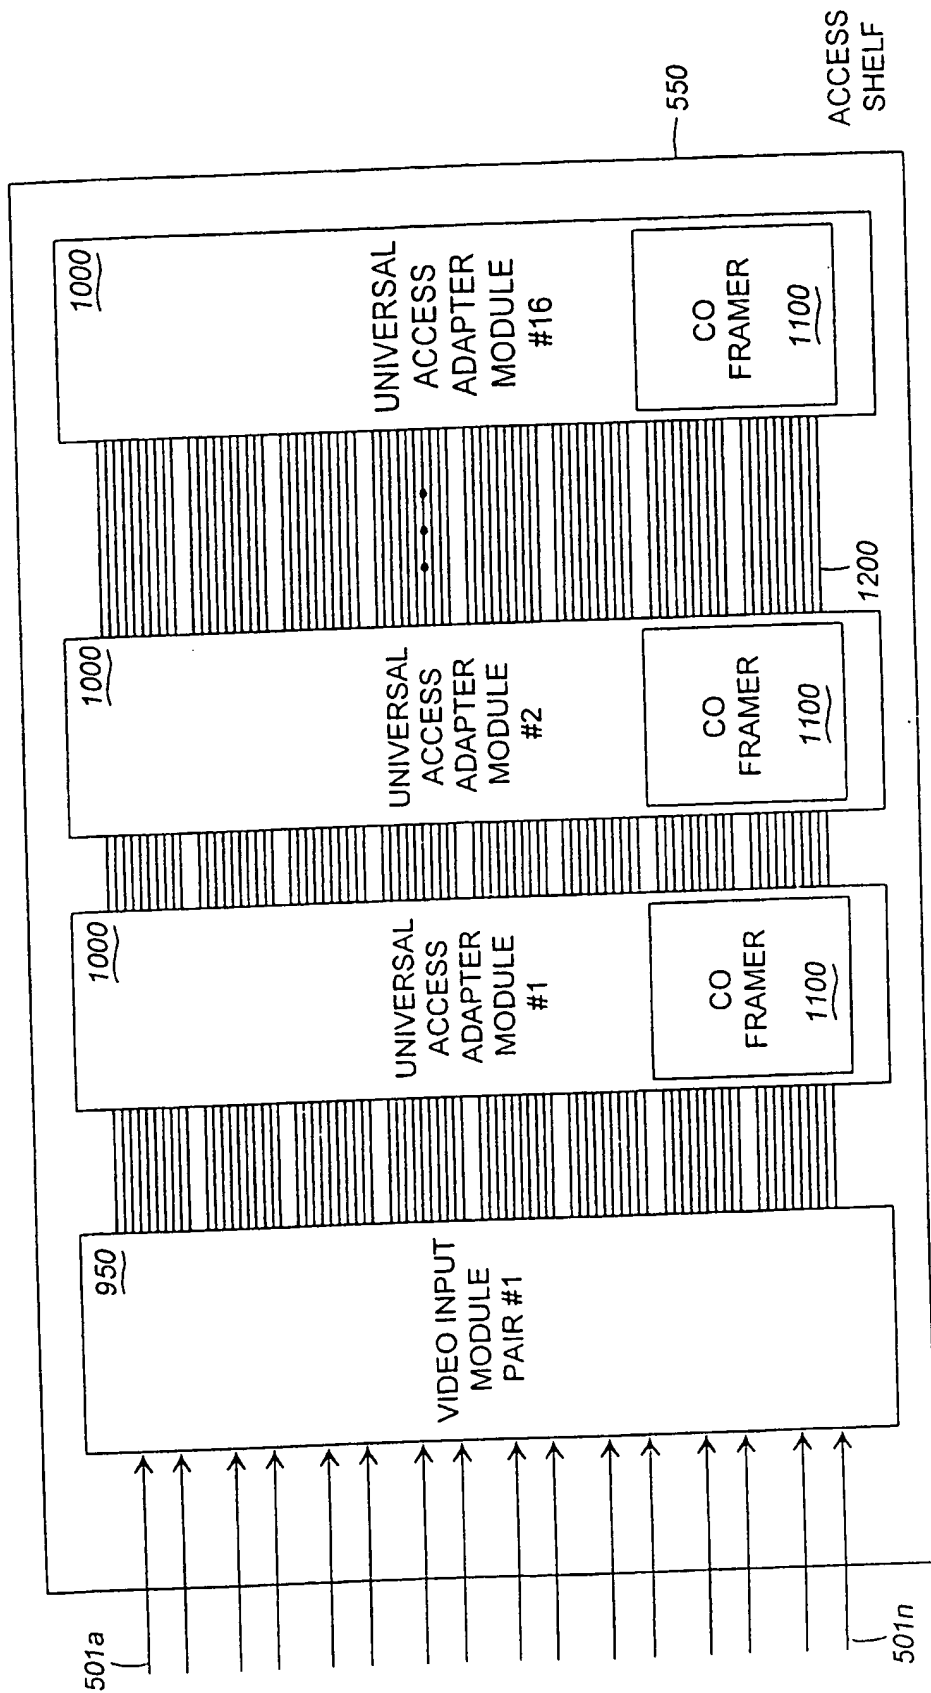 501a
501n
950
VIDEO INPUT
MODULE
PAIR #1
1000
UNIVERSAL
ACCESS
ADAPTER
MODULE
#1
CO
FRAMER
1100
1000
UNIVERSAL
ACCESS
ADAPTER
MODULE
#2
CO
FRAMER
1100
1200
1000
UNIVERSAL
ACCESS
ADAPTER
MODULE
#16
CO
FRAMER
1100
550
ACCESS
SHELF